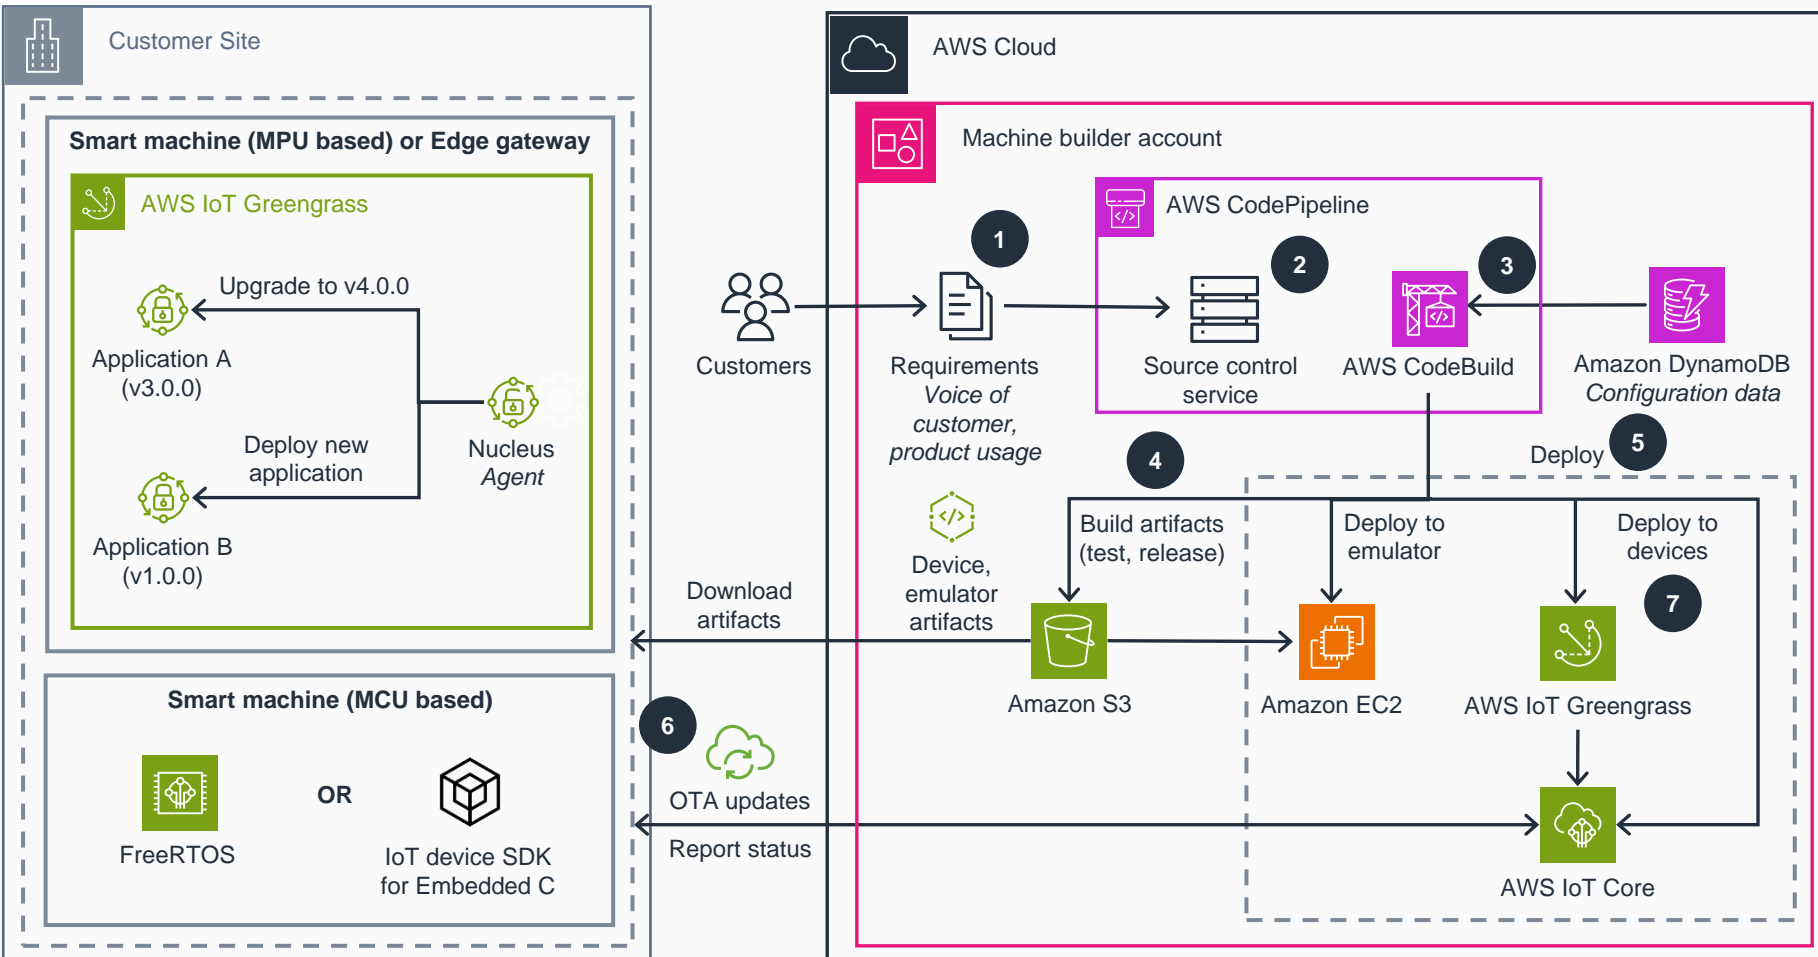 Customer Site
Smart machine (MPU based) or Edge gateway
AWS IoT Greengrass
Upgrade to v4.0.0
Application A
(v3.0.0)
Nucleus
Agent
Deploy new
application
Application B
(v1.0.0)
Smart machine (MCU based)
FreeRTOS
OR
IoT device SDK
for Embedded C
Customers
Download
artifacts
6
OTA updates
Report status
AWS Cloud
Machine builder account
1
Requirements
Voice of
customer,
product usage
AWS CodePipeline
2
Source control
service
3
AWS CodeBuild
Amazon DynamoDB
Configuration data
4
Deploy
5
Device,
emulator
artifacts
Build artifacts
(test, release)
Deploy to
emulator
Deploy to
devices
7
Amazon S3
Amazon EC2
AWS IoT Greengrass
AWS IoT Core